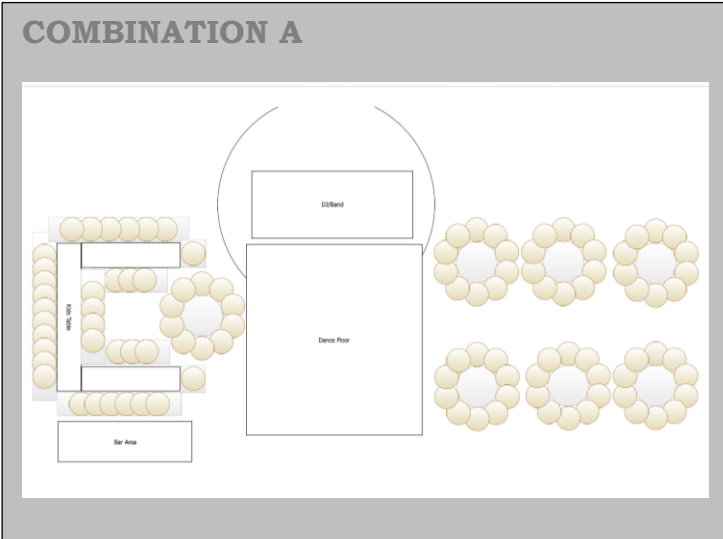 COMBINATION A
DJ/Band
Kids Table
Dance Floor
Bar Area